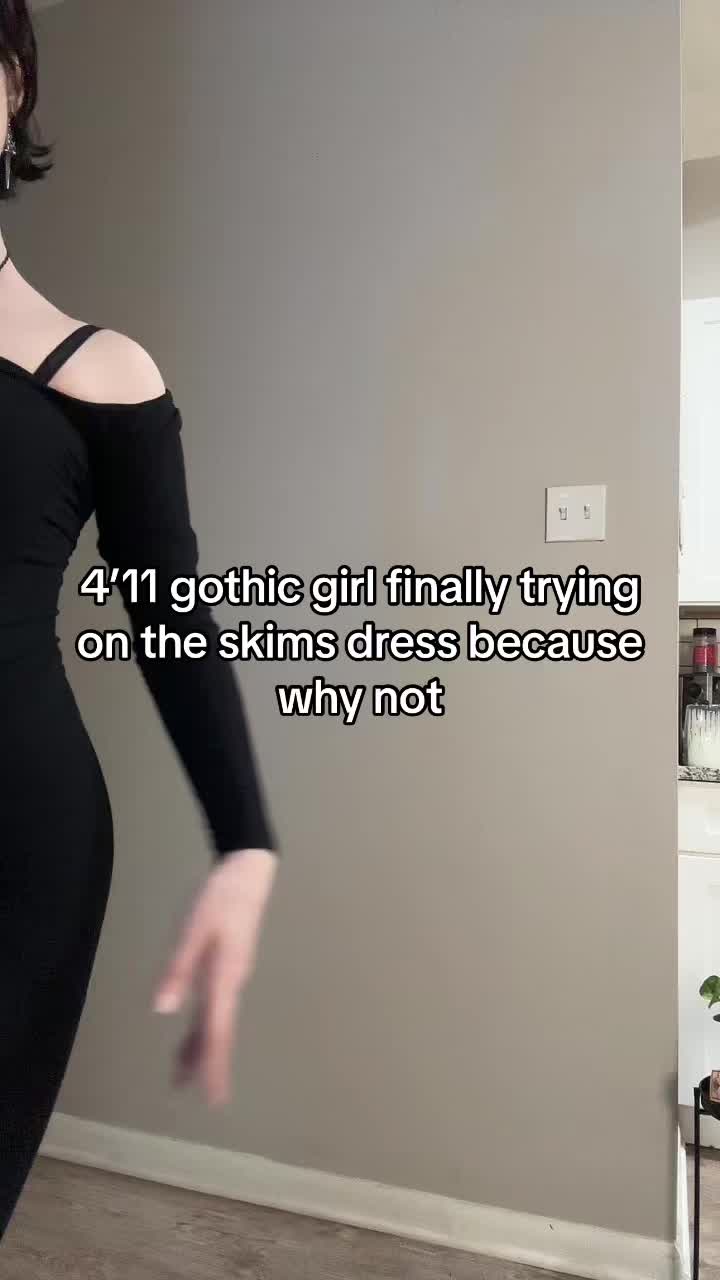 4’11 gothic girl finally trying
on the skims dress because
why not